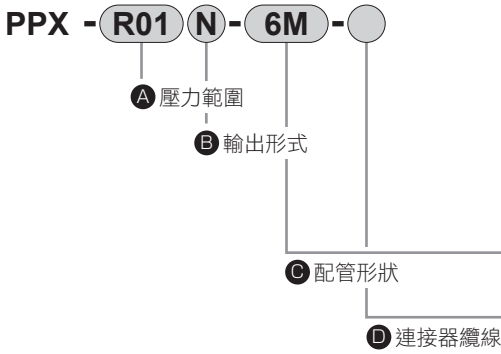 PPX - R01 N - 6M -
A 壓力範圍
B 輸出形式
C 配管形狀
D 連接器纜線